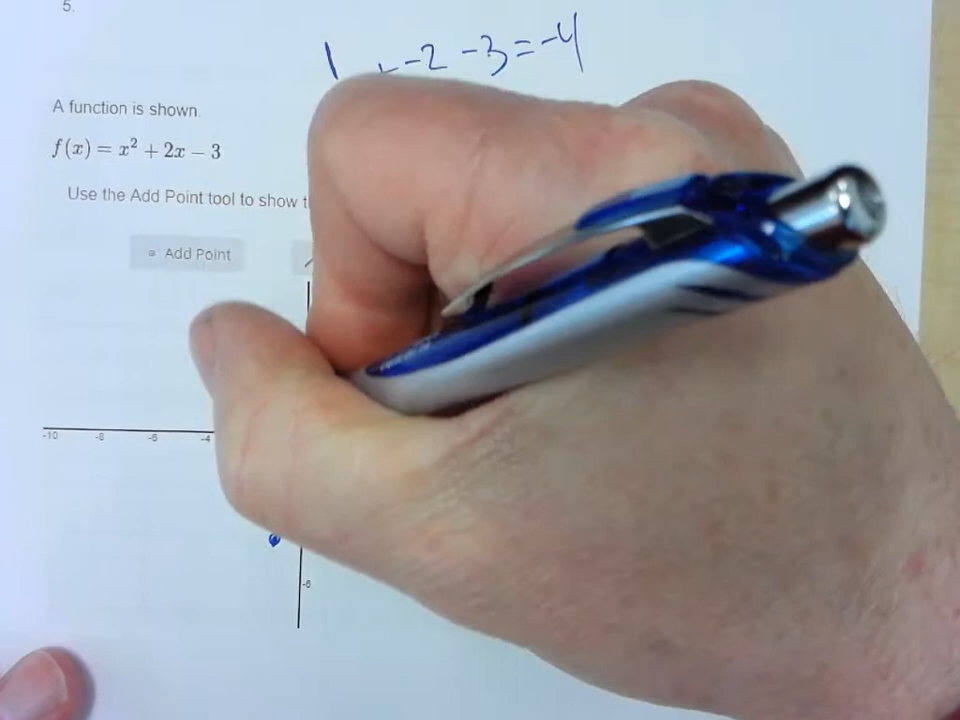 5.
1 + -2 -3 = -4
A function is shown.
f(x) = x² + 2x − 3
Use the Add Point tool to show
Add Point
-10 -8 -6 -4
-6